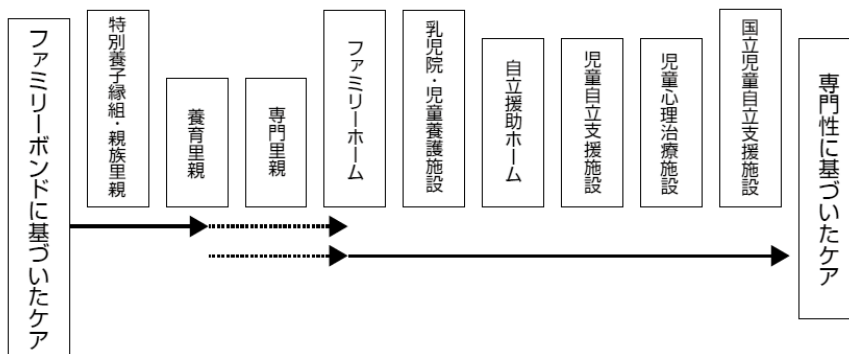 ファミリーボンドに基づいたケア
特別養子縁組・親族里親
養育里親
専門里親
ファミリーホーム
乳児院・児童養護施設
自立援助ホーム
児童自立支援施設
児童心理治療施設
国立児童自立支援施設
専門性に基づいたケア